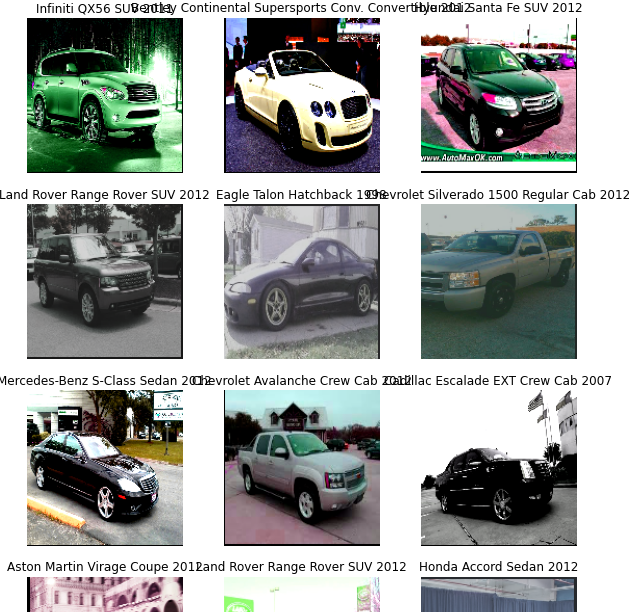 Infiniti QX56 SUV 2011
Bentley Continental Supersports Conv. Convertible 2012
Hyundai Santa Fe SUV 2012
www.AutoMaxOK.com
Land Rover Range Rover SUV 2012
Eagle Talon Hatchback 1998
Chevrolet Silverado 1500 Regular Cab 2012
Mercedes-Benz S-Class Sedan 2012
Chevrolet Avalanche Crew Cab 2012
Cadillac Escalade EXT Crew Cab 2007
Aston Martin Virage Coupe 2012
Land Rover Range Rover SUV 2012
Honda Accord Sedan 2012